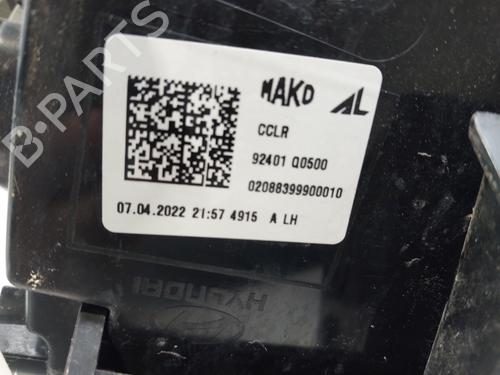 MAKO AL
CCLR
92401 Q0500
02088399900010
07.04.2022 21:57 4915 A LH
HYUNDAI
B-PARTS